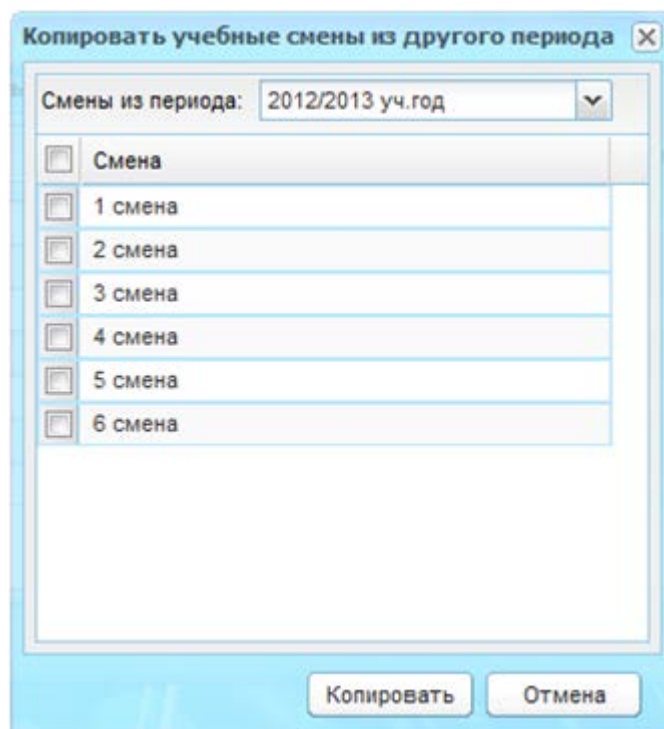 Копировать учебные смены из другого периода
Смены из периода: 2012/2013 уч.год
Смена
1 смена
2 смена
3 смена
4 смена
5 смена
6 смена
Копировать Отмена